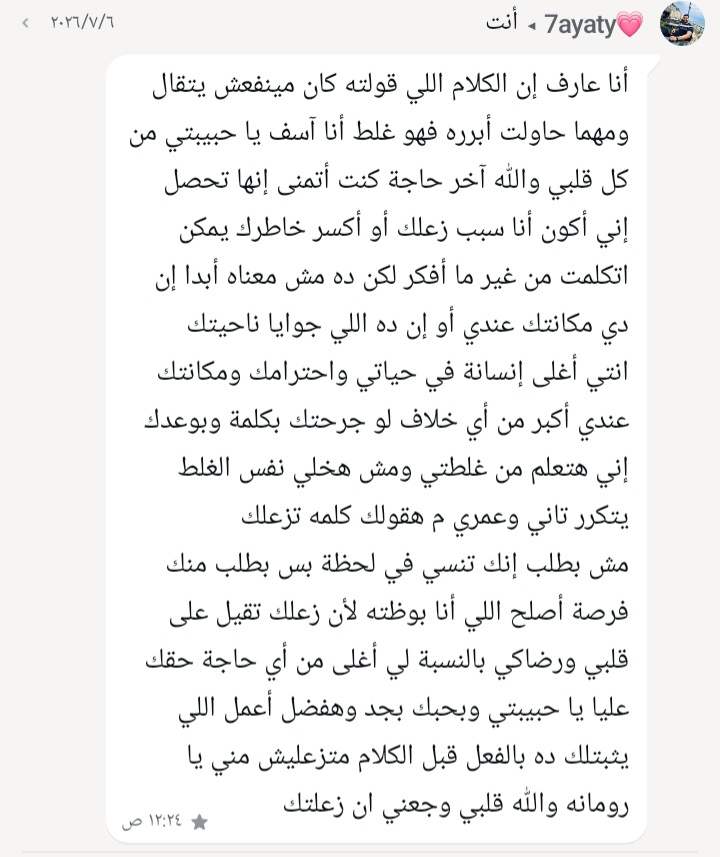 7ayaty💗 ◂ أنت ٢٠٢٦/٧/٦
أنا عارف إن الكلام اللي قولته كان مينفعش يتقال
ومهما حاولت أبرره فهو غلط أنا آسف يا حبيبتي من
كل قلبي والله آخر حاجة كنت أتمنى إنها تحصل
إني أكون أنا سبب زعلك أو أكسر خاطرك يمكن
اتكلمت من غير ما أفكر لكن ده مش معناه أبدا إن
دي مكانتك عندي أو إن ده اللي جوايا ناحيتك
انتي أغلى إنسانة في حياتي واحترامك ومكانتك
عندي أكبر من أي خلاف لو جرحتك بكلمة وبوعدك
إني هتعلم من غلطتي ومش هخلي نفس الغلط
يتكرر تاني وعمري م هقولك كلمه تزعلك
مش بطلب إنك تنسي في لحظة بس بطلب منك
فرصة أصلح اللي أنا بوظته لأن زعلك تقيل على
قلبي ورضاكي بالنسبة لي أغلى من أي حاجة حقك
عليا يا حبيبتي وبحبك بجد وهفضل أعمل اللي
يثبتلك ده بالفعل قبل الكلام متزعليش مني يا
رومانه والله قلبي وجعني ان زعلتك
١٢:٢٤ ص